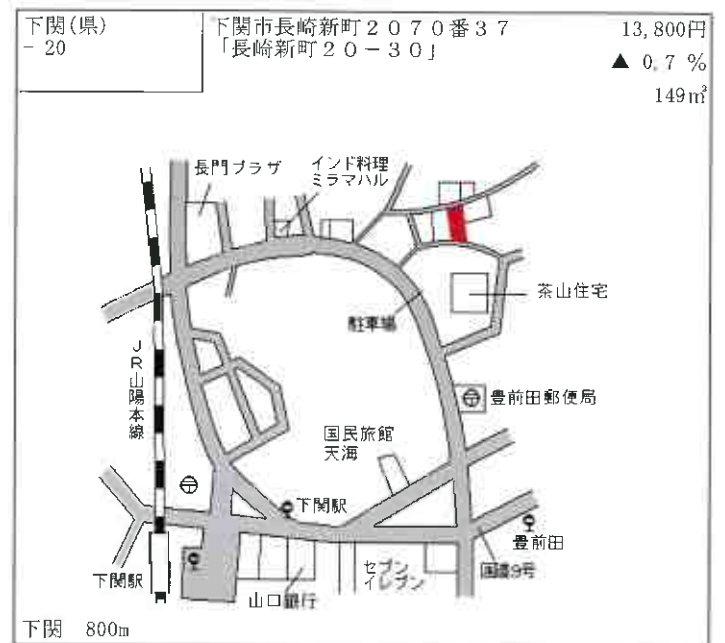 下関(県)
- 20
下関市長崎新町２０７０番３７
「長崎新町２０－３０」
13,800円
▲ 0.7 %
149㎡
長門プラザ
インド料理
ミラマハル
茶山住宅
駐車場
JR山陽本線
豊前田郵便局
国民旅館
天海
下関駅
豊前田
下関駅
セブン
イレブン
国道9号
山口銀行
下関 800m